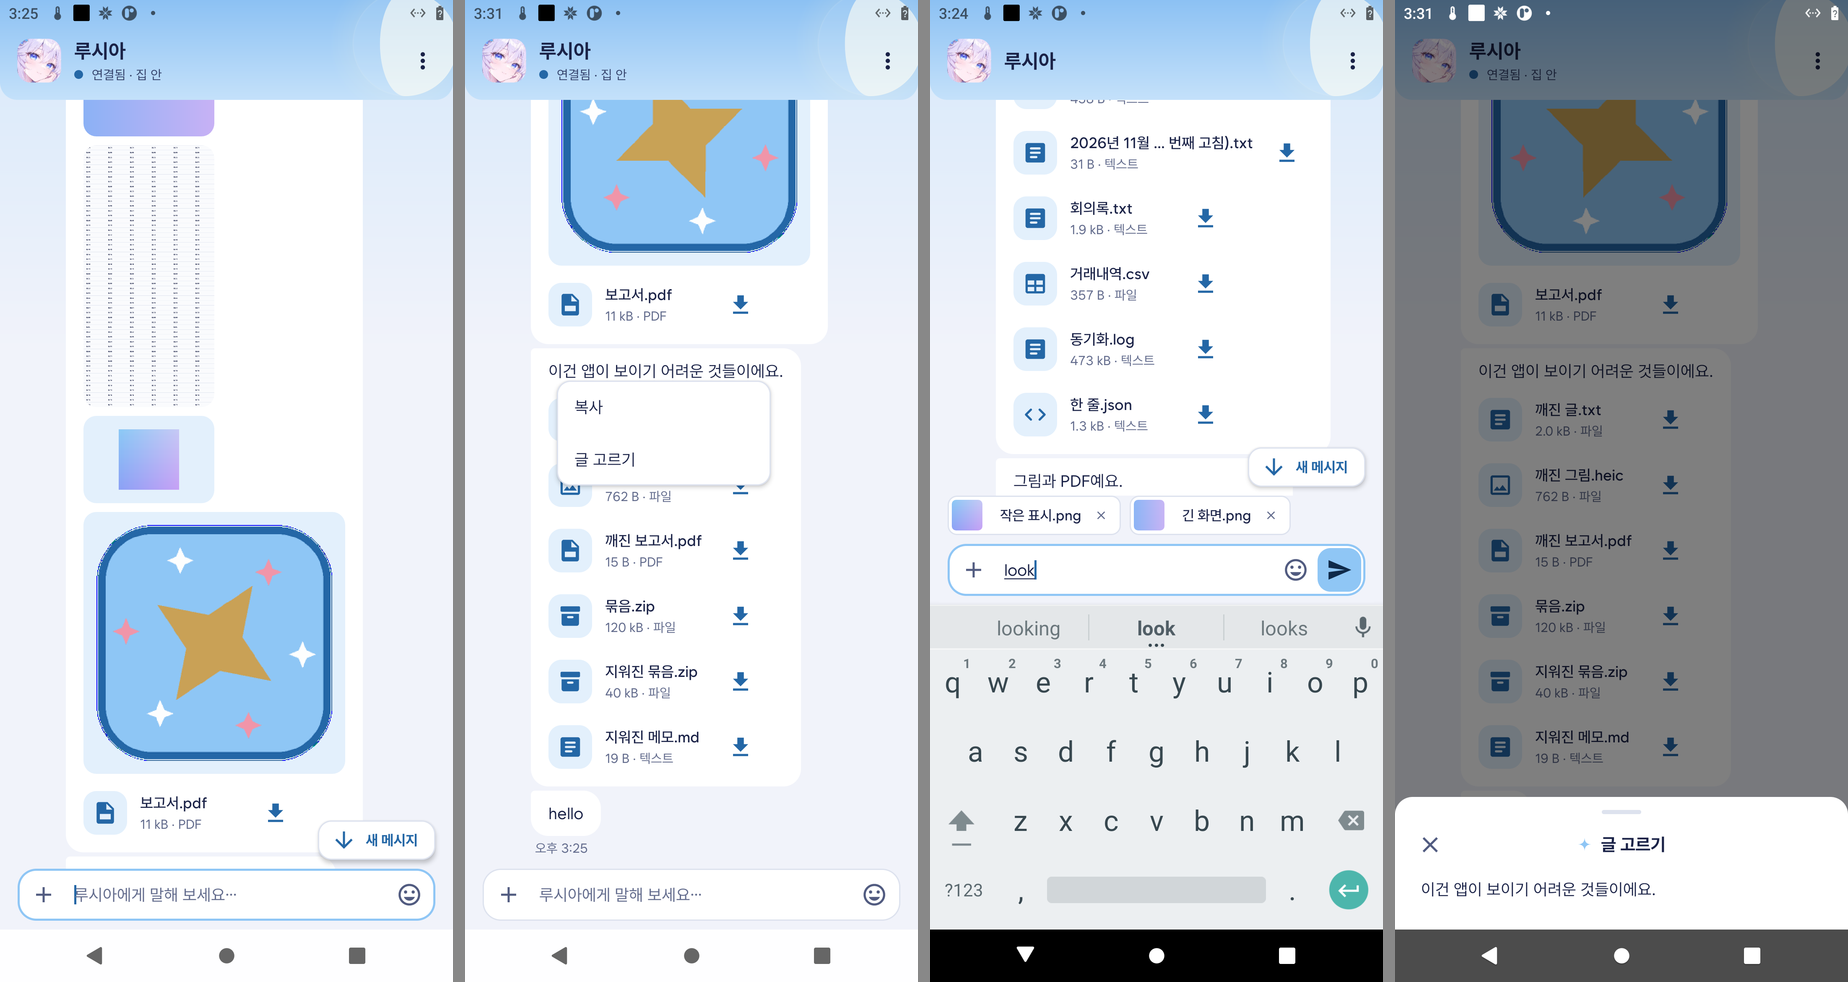 3:25
루시아
연결됨 · 집 안
보고서.pdf
11 kB · PDF
새 메시지
루시아에게 말해 보세요···
3:31
루시아
연결됨 · 집 안
보고서.pdf
11 kB · PDF
이건 앱이 보이기 어려운 것들이에요.
복사
글 고르기
762 B · 파일
깨진 보고서.pdf
15 B · PDF
묶음.zip
120 kB · 파일
지워진 묶음.zip
40 kB · 파일
지워진 메모.md
19 B · 텍스트
hello
오후 3:25
루시아에게 말해 보세요···
3:24
루시아
2026년 11월 ... 번째 고침).txt
31 B · 텍스트
회의록.txt
1.9 kB · 텍스트
거래내역.csv
357 B · 파일
동기화.log
473 kB · 텍스트
한 줄.json
1.3 kB · 텍스트
새 메시지
그림과 PDF예요.
작은 표시.png
긴 화면.png
look
looking look looks
1 2 3 4 5 6 7 8 9 0
q w e r t y u i o p
a s d f g h j k l
z x c v b n m
?123 , .
3:31
루시아
연결됨 · 집 안
보고서.pdf
11 kB · PDF
이건 앱이 보이기 어려운 것들이에요.
깨진 글.txt
2.0 kB · 파일
깨진 그림.heic
762 B · 파일
깨진 보고서.pdf
15 B · PDF
묶음.zip
120 kB · 파일
지워진 묶음.zip
40 kB · 파일
지워진 메모.md
19 B · 텍스트
글 고르기
이건 앱이 보이기 어려운 것들이에요.